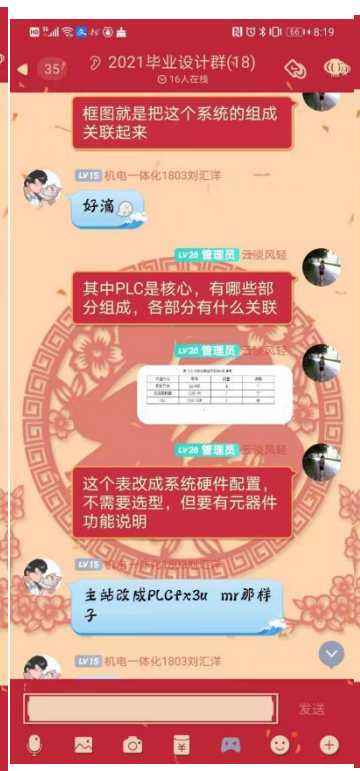 66 8:19
35 2021毕业设计群(18)
16人在线
框图就是把这个系统的组成
关联起来
LV15 机电一体化1803刘汇洋
好滴
LV26 管理员 云淡风轻
其中PLC是核心，有哪些部
分组成，各部分有什么关联
LV26 管理员 云淡风轻
LV26 管理员 云淡风轻
这个表改成系统硬件配置，
不需要选型，但要有元器件
功能说明
LV15 机电一体化1803刘汇洋
主站改成PLCfx3u mr那样
子
LV15 机电一体化1803刘汇洋
发送